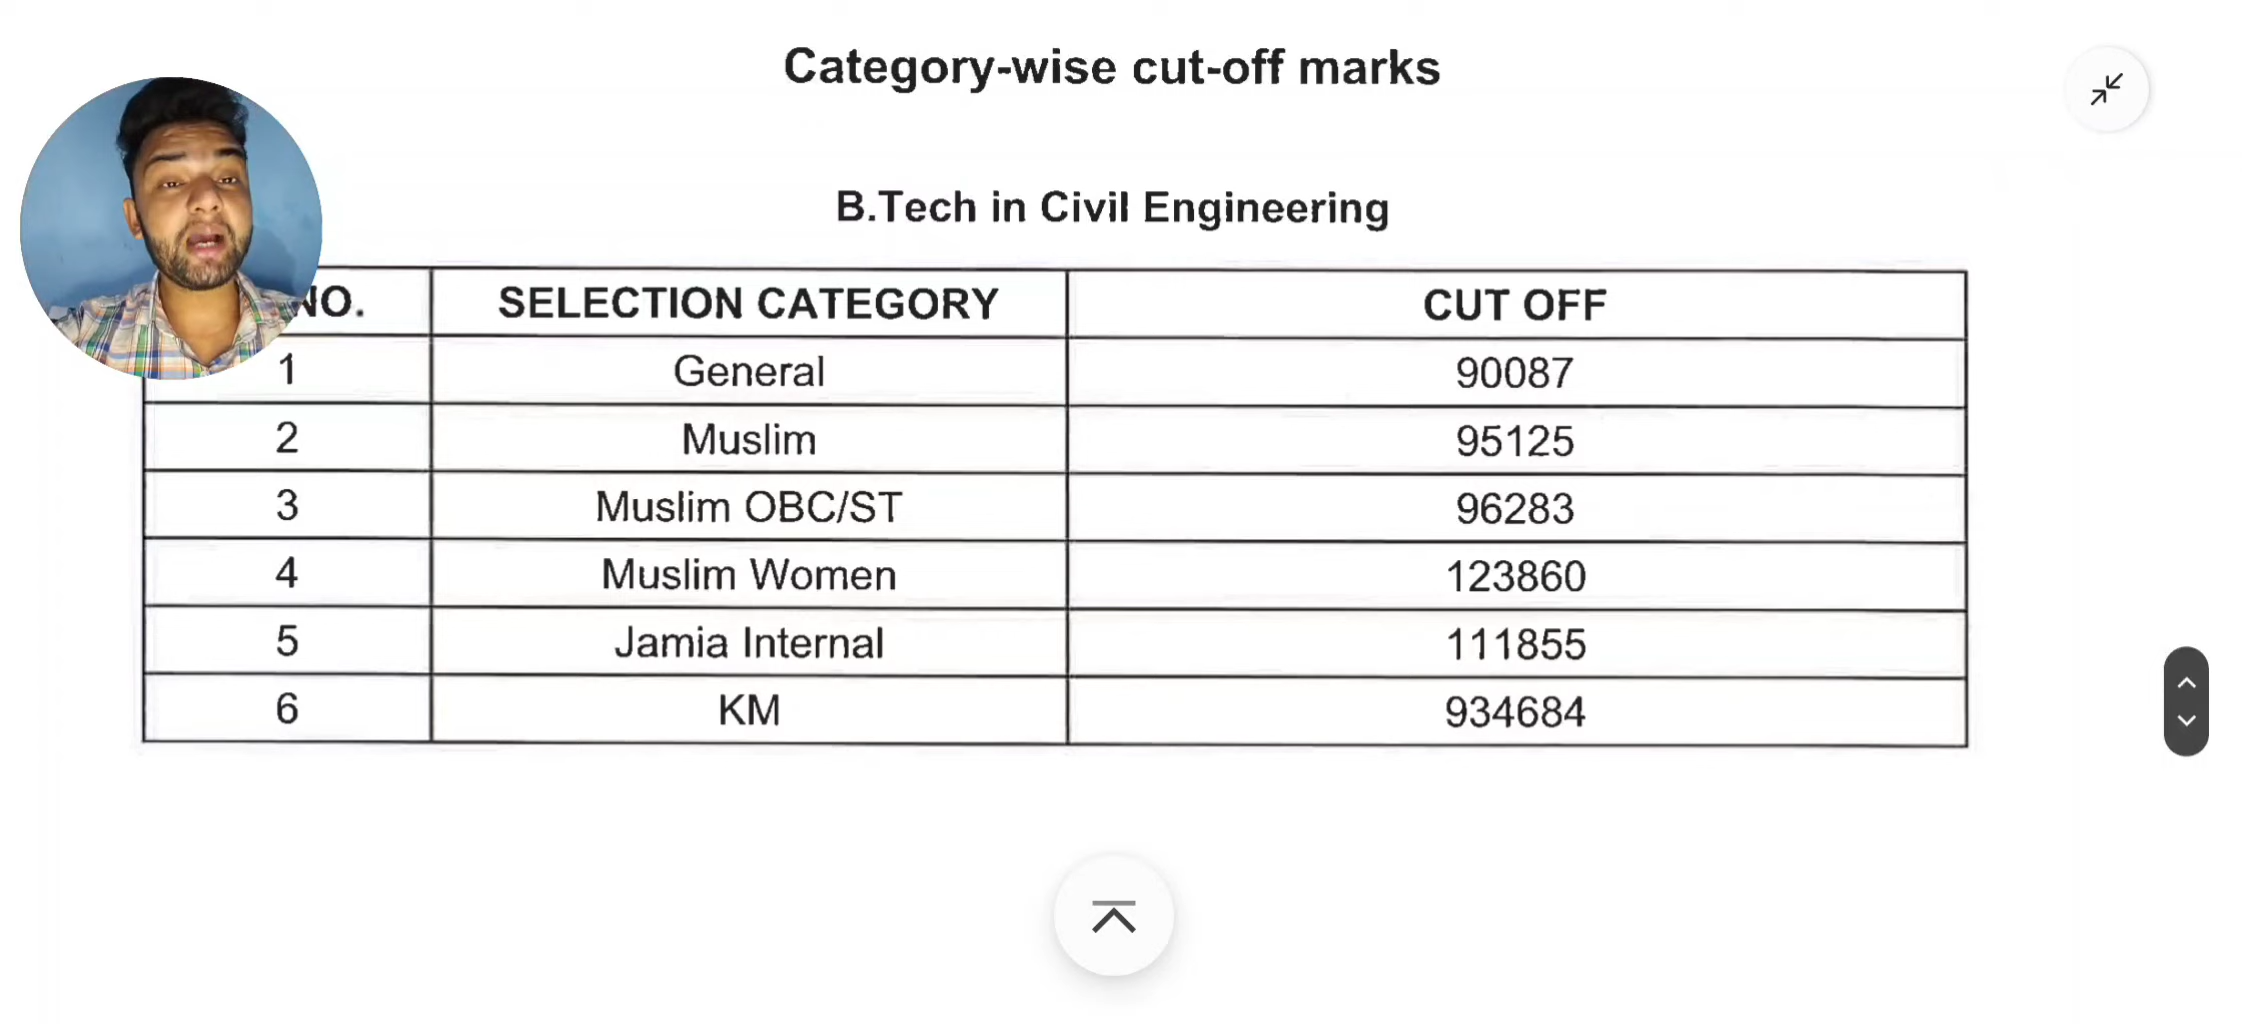 Category-wise cut-off marks
B.Tech in Civil Engineering
NO. SELECTION CATEGORY CUT OFF
1 General 90087
2 Muslim 95125
3 Muslim OBC/ST 96283
4 Muslim Women 123860
5 Jamia Internal 111855
6 KM 934684